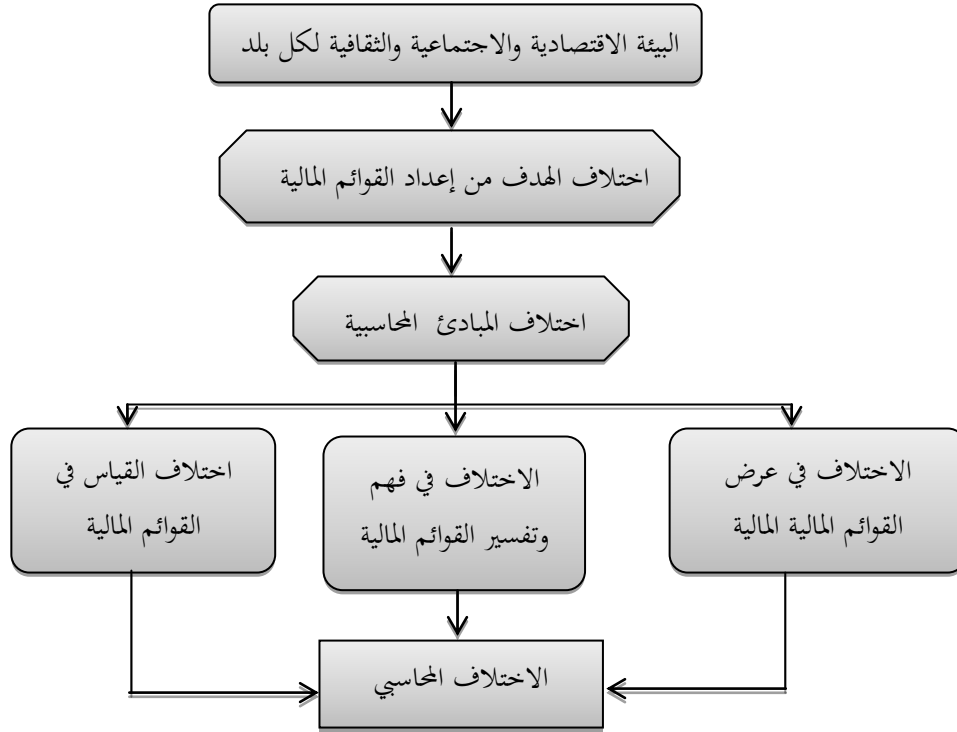 البيئة الاقتصادية والاجتماعية والثقافية لكل بلد
اختلاف الهدف من إعداد القوائم المالية
اختلاف المبادئ المحاسبية
الاختلاف في عرض
القوائم المالية المالية
الاختلاف في فهم
وتفسير القوائم المالية
اختلاف القياس في
القوائم المالية
الاختلاف المحاسبي